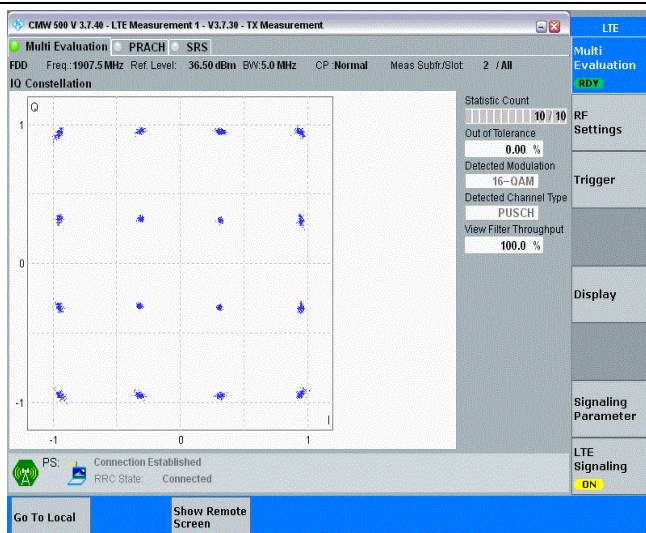 CMW 500 V 3.7.40 - LTE Measurement 1 - V3.7.30 - TX Measurement
LTE
Multi Evaluation PRACH SRS
Multi
Evaluation
RDY
FDD Freq.:1907.5 MHz Ref. Level: 36.50 dBm BW:5.0 MHz CP :Normal Meas Subfr./Slot: 2 / All
IQ Constellation
Q
1
0
-1
I
-1 0 1
Statistic Count
10 / 10
Out of Tolerance
0.00 %
Detected Modulation
16-QAM
Detected Channel Type
PUSCH
View Filter Throughput
100.0 %
RF
Settings
Trigger
Display
Signaling
Parameter
LTE
Signaling
ON
PS: Connection Established
RRC State: Connected
Go To Local
Show Remote
Screen